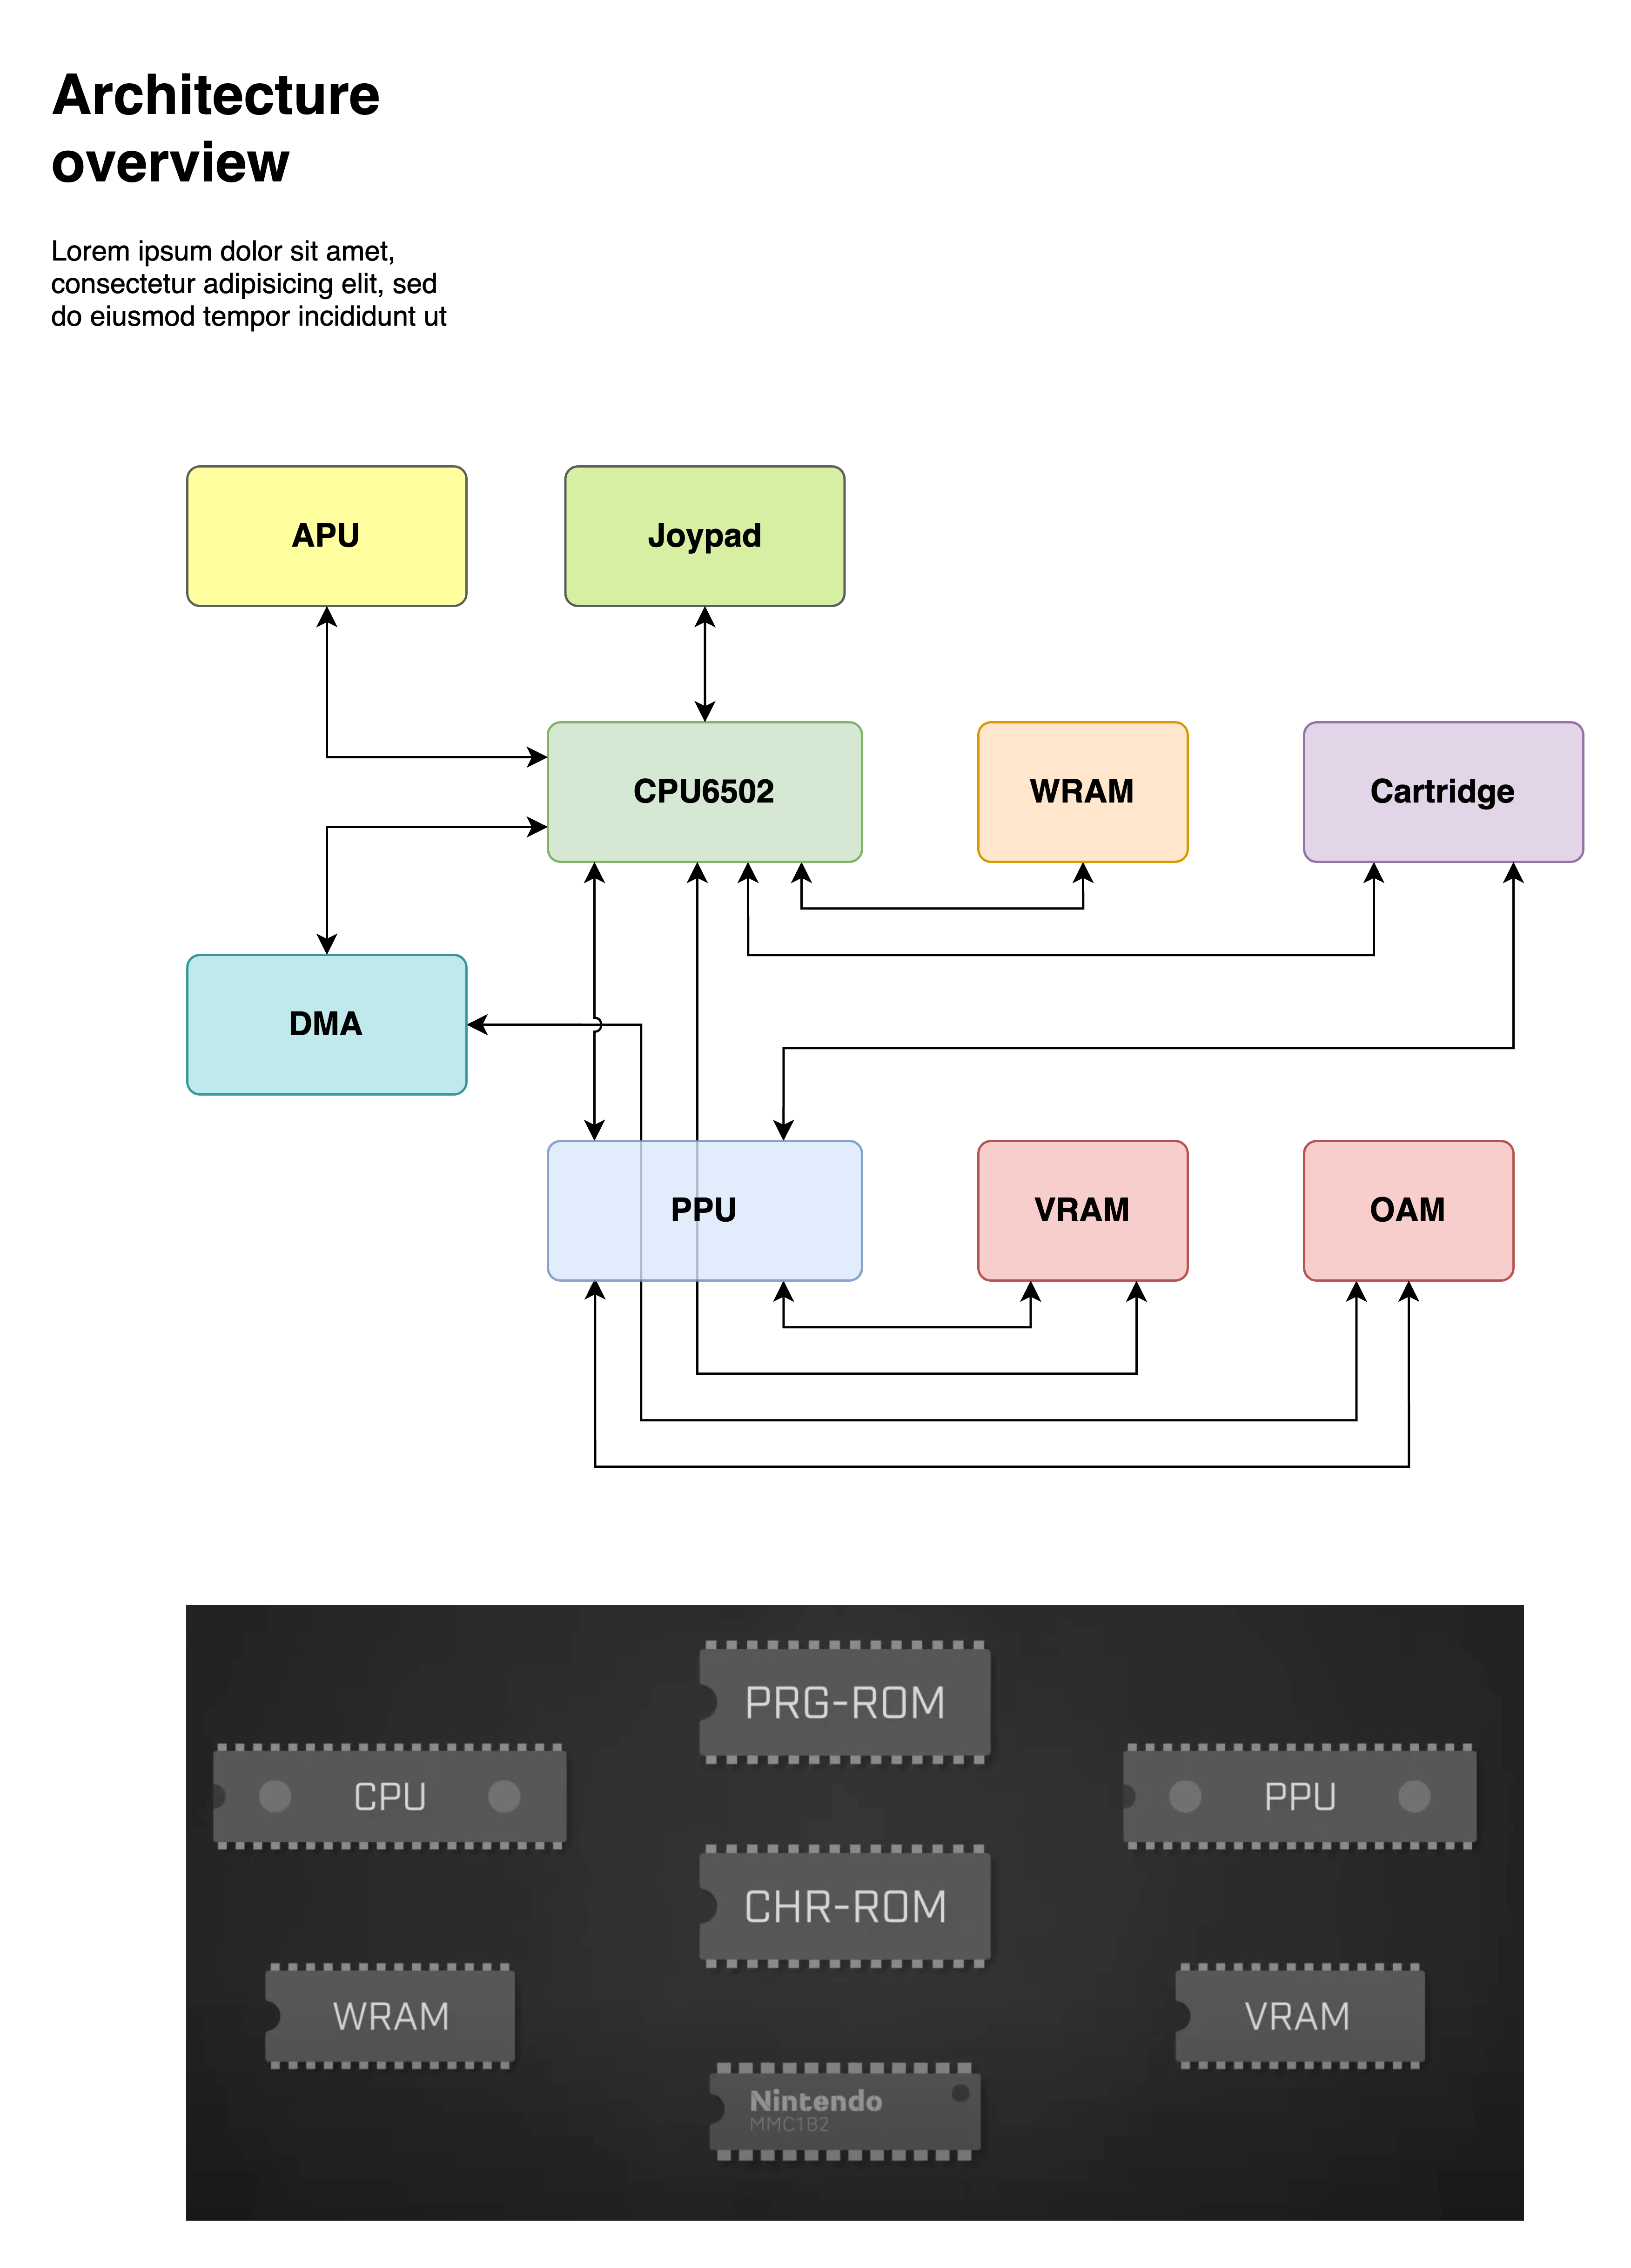 Architecture
overview
Lorem ipsum dolor sit amet,
consectetur adipisicing elit, sed
do eiusmod tempor incididunt ut
APU
Joypad
CPU6502
WRAM
Cartridge
DMA
PPU
VRAM
OAM
PRG-ROM
CPU
PPU
CHR-ROM
WRAM
VRAM
Nintendo
MMC1B2